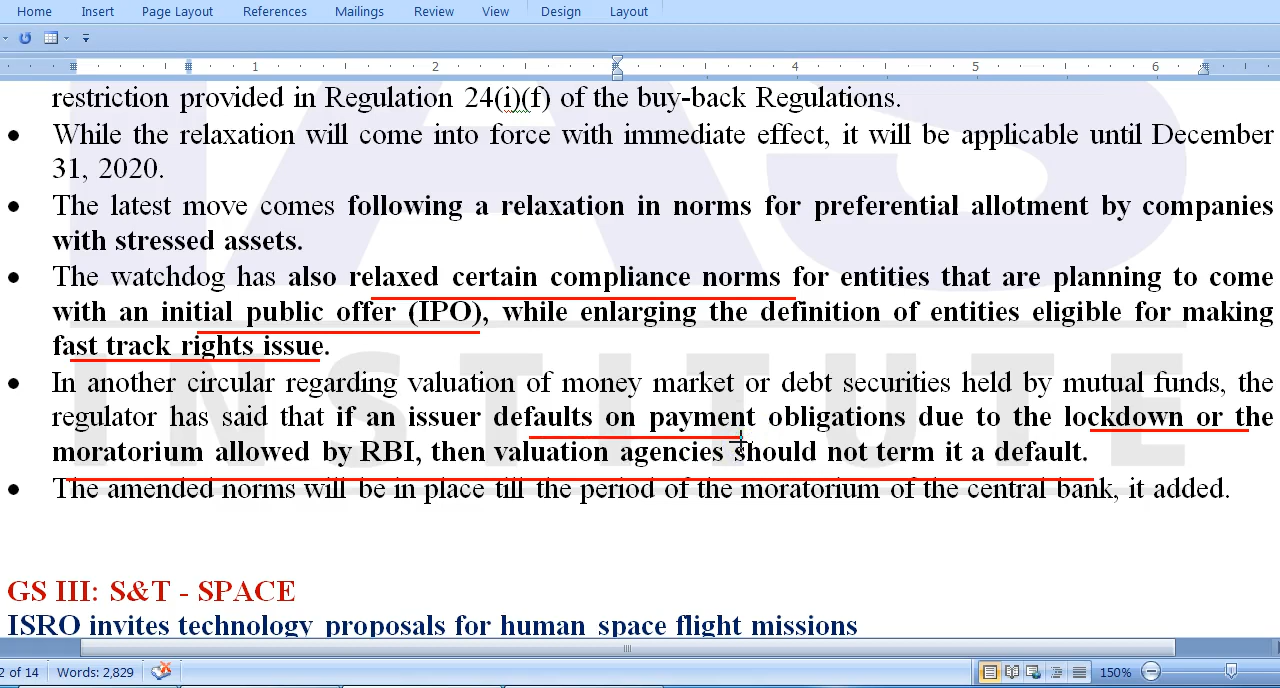 Home Insert Page Layout References Mailings Review View Design Layout
1 2 4 5 6
restriction provided in Regulation 24(i)(f) of the buy-back Regulations.
• While the relaxation will come into force with immediate effect, it will be applicable until December
31, 2020.
• The latest move comes following a relaxation in norms for preferential allotment by companies
with stressed assets.
• The watchdog has also relaxed certain compliance norms for entities that are planning to come
with an initial public offer (IPO), while enlarging the definition of entities eligible for making
fast track rights issue.
• In another circular regarding valuation of money market or debt securities held by mutual funds, the
regulator has said that if an issuer defaults on payment obligations due to the lockdown or the
moratorium allowed by RBI, then valuation agencies should not term it a default.
• The amended norms will be in place till the period of the moratorium of the central bank, it added.
IAS
INSTITUTE
GS III: S&T - SPACE
ISRO invites technology proposals for human space flight missions
2 of 14 Words: 2,829 150%